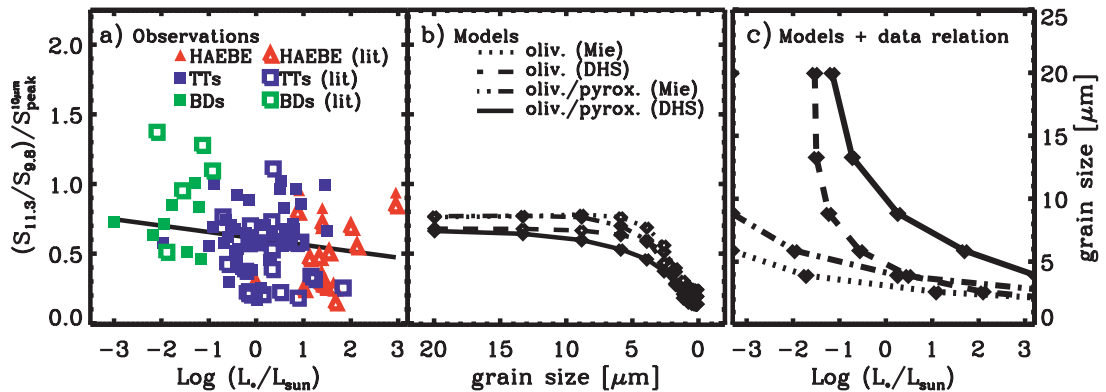 a) Observations
HAEBE HAEBE (lit)
TTs TTs (lit)
BDs BDs (lit)
(S11.3/S9.8)/S10μm peak
2.0
1.5
1.0
0.5
0.0
-3 -2 -1 0 1 2 3
Log (L*/Lsun)
b) Models
oliv. (Mie)
oliv. (DHS)
oliv./pyrox. (Mie)
oliv./pyrox. (DHS)
20 15 10 5 0
grain size [μm]
c) Models + data relation
-3 -2 -1 0 1 2 3
Log (L*/Lsun)
25
20
15
10
5
0
grain size [μm]